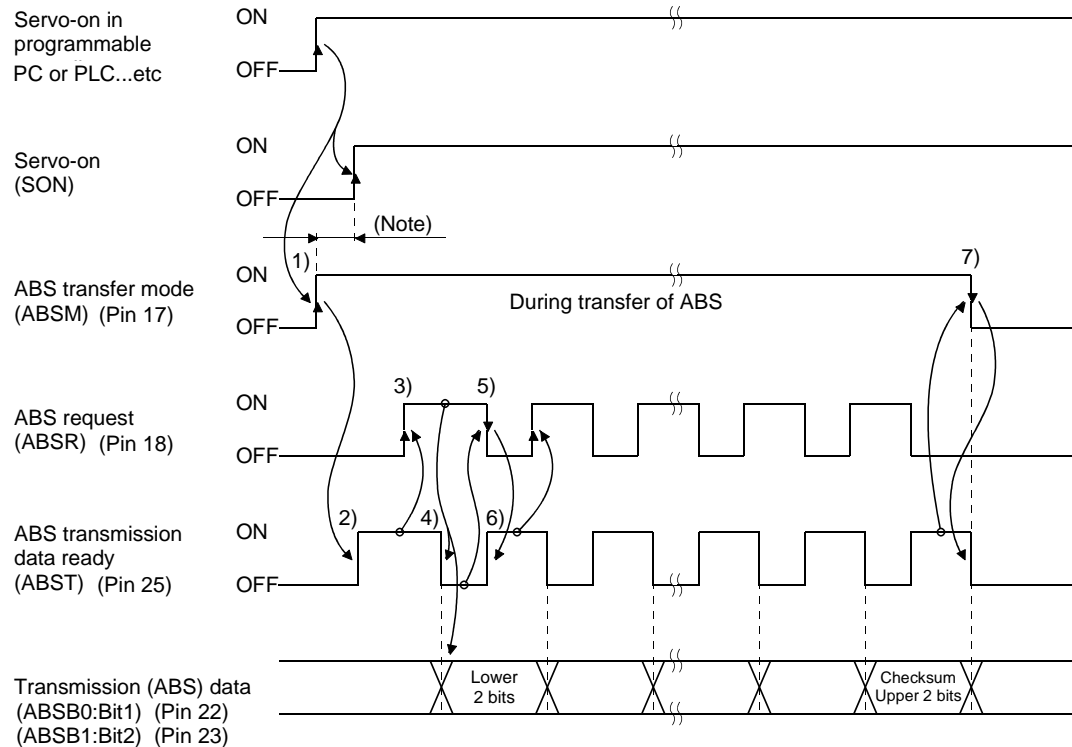 Servo-on in
programmable
PC or PLC...etc
ON
OFF
Servo-on
(SON)
ON
OFF
(Note)
ABS transfer mode
(ABSM) (Pin 17)
ON
OFF
1)
During transfer of ABS
7)
ABS request
(ABSR) (Pin 18)
ON
OFF
3)
5)
ABS transmission
data ready
(ABST) (Pin 25)
ON
OFF
2)
4)
6)
Transmission (ABS) data
(ABSB0:Bit1) (Pin 22)
(ABSB1:Bit2) (Pin 23)
Lower
2 bits
Checksum
Upper 2 bits